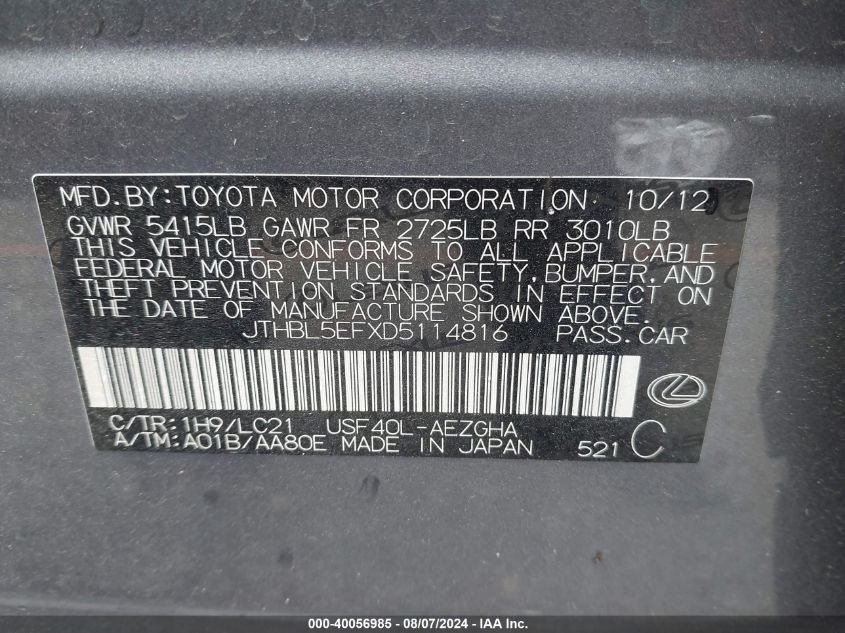 MFD.BY:TOYOTA MOTOR CORPORATION 10/12
GVWR 5415LB GAWR FR 2725LB RR 3010LB
THIS VEHICLE CONFORMS TO ALL APPLICABLE
FEDERAL MOTOR VEHICLE SAFETY,BUMPER,AND
THEFT PREVENTION STANDARDS IN EFFECT ON
THE DATE OF MANUFACTURE SHOWN ABOVE.
JTHBL5EFXD5114816 PASS.CAR
C/TR:1H9/LC21 USF40L-AEZGHA
A/TM:A01B/AA80E MADE IN JAPAN 521 C
000-40056985 - 08/07/2024 - IAA Inc.